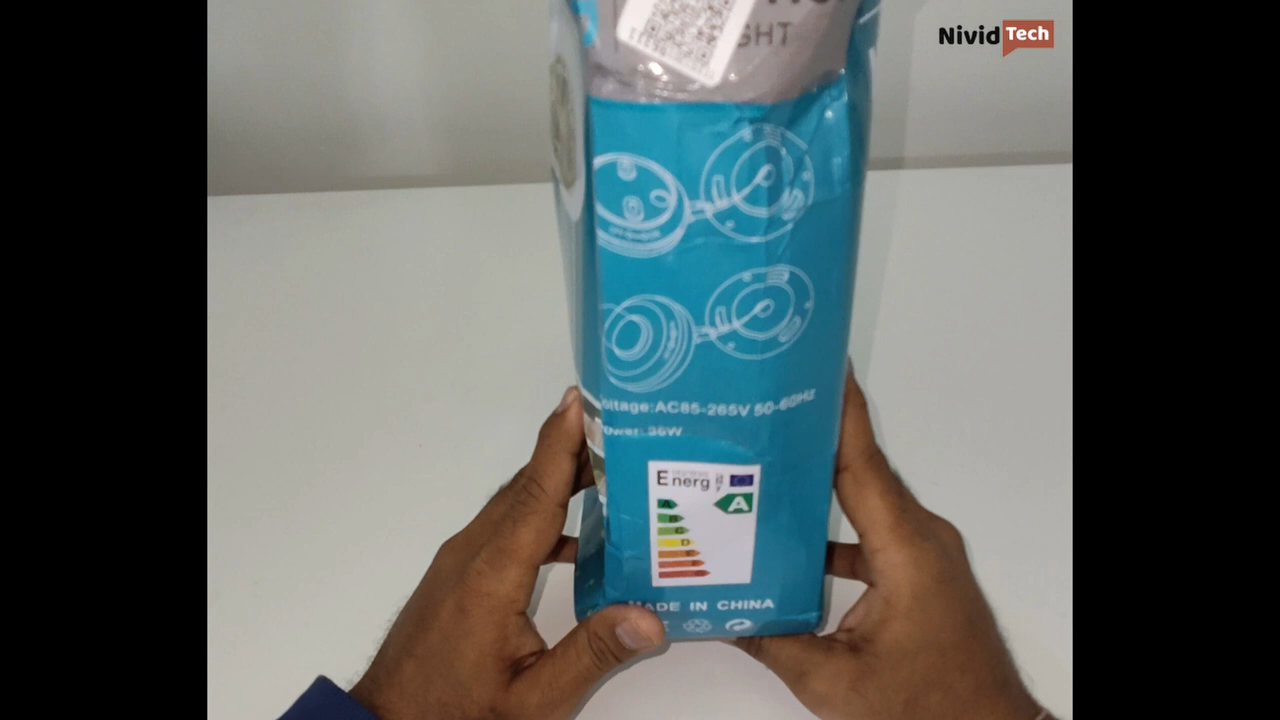 Nivid Tech
GHT
oltage:AC85-265V 50-60Hz
ower: 36W
Energ
A
A
B
C
D
MADE IN CHINA